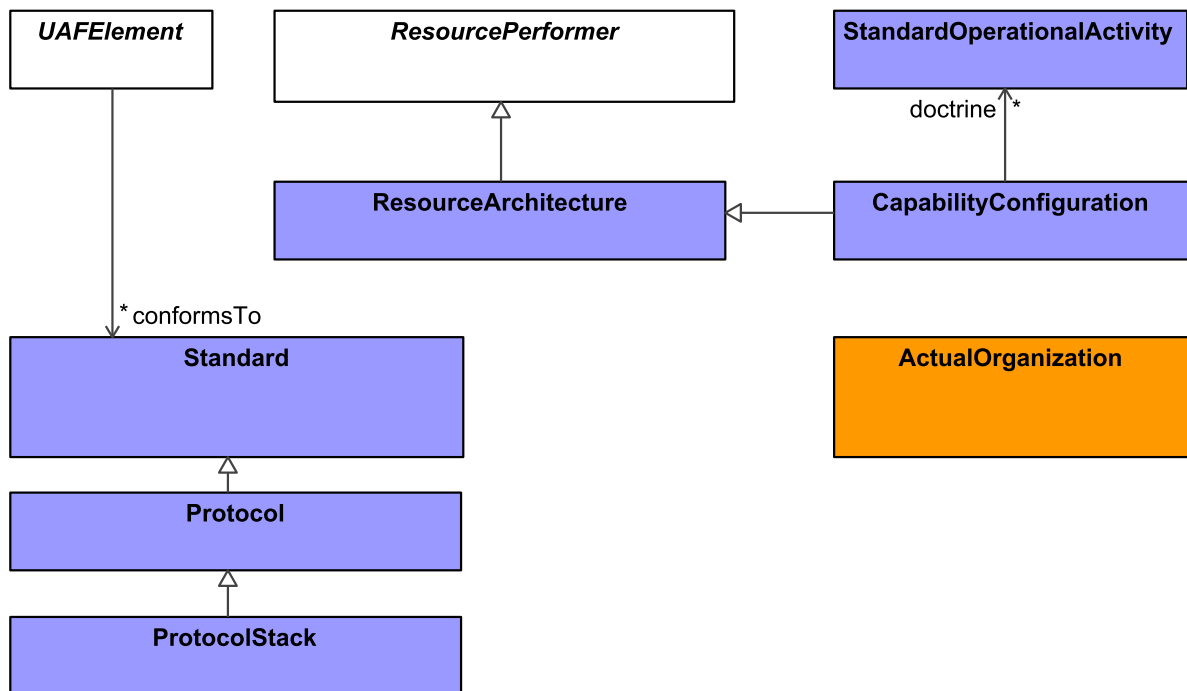 UAFElement
ResourcePerformer
StandardOperationalActivity
doctrine *
ResourceArchitecture
CapabilityConfiguration
* conformsTo
Standard
ActualOrganization
Protocol
ProtocolStack